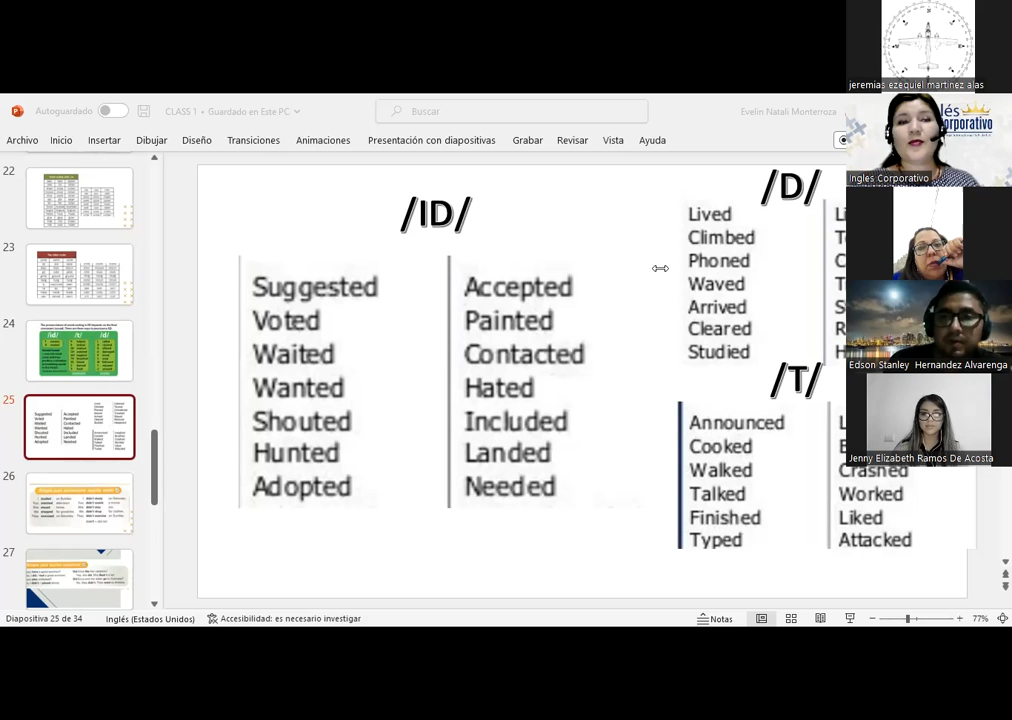 jeremias ezequiel martinez alas
Autoguardado
CLASS 1 • Guardado en Este PC
Buscar
Evelin Natali Monterroza
Archivo Inicio Insertar Dibujar Diseño Transiciones Animaciones Presentación con diapositivas Grabar Revisar Vista Ayuda
Ingles Corporativo
22
23
24
25
26
27
/ID/
Suggested
Voted
Waited
Wanted
Shouted
Hunted
Adopted
Accepted
Painted
Contacted
Hated
Included
Landed
Needed
/D/
Lived
Climbed
Phoned
Waved
Arrived
Cleared
Studied
/T/
Announced
Cooked
Walked
Talked
Finished
Typed
Crashed
Worked
Liked
Attacked
Edson Stanley Hernandez Alvarenga
Jenny Elizabeth Ramos De Acosta
Diapositiva 25 de 34
Inglés (Estados Unidos)
Accesibilidad: es necesario investigar
Notas
77%